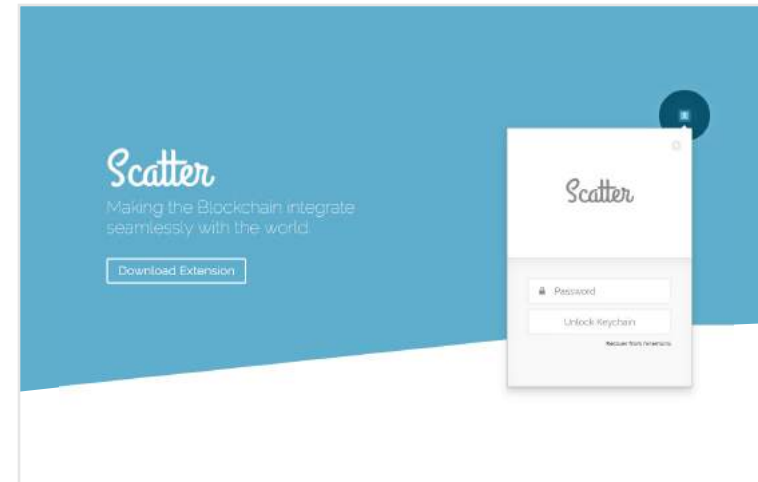 Scatter
Making the Blockchain integrate
seamlessly with the world.
Download Extension
Scatter
Password
Unlock Keychain